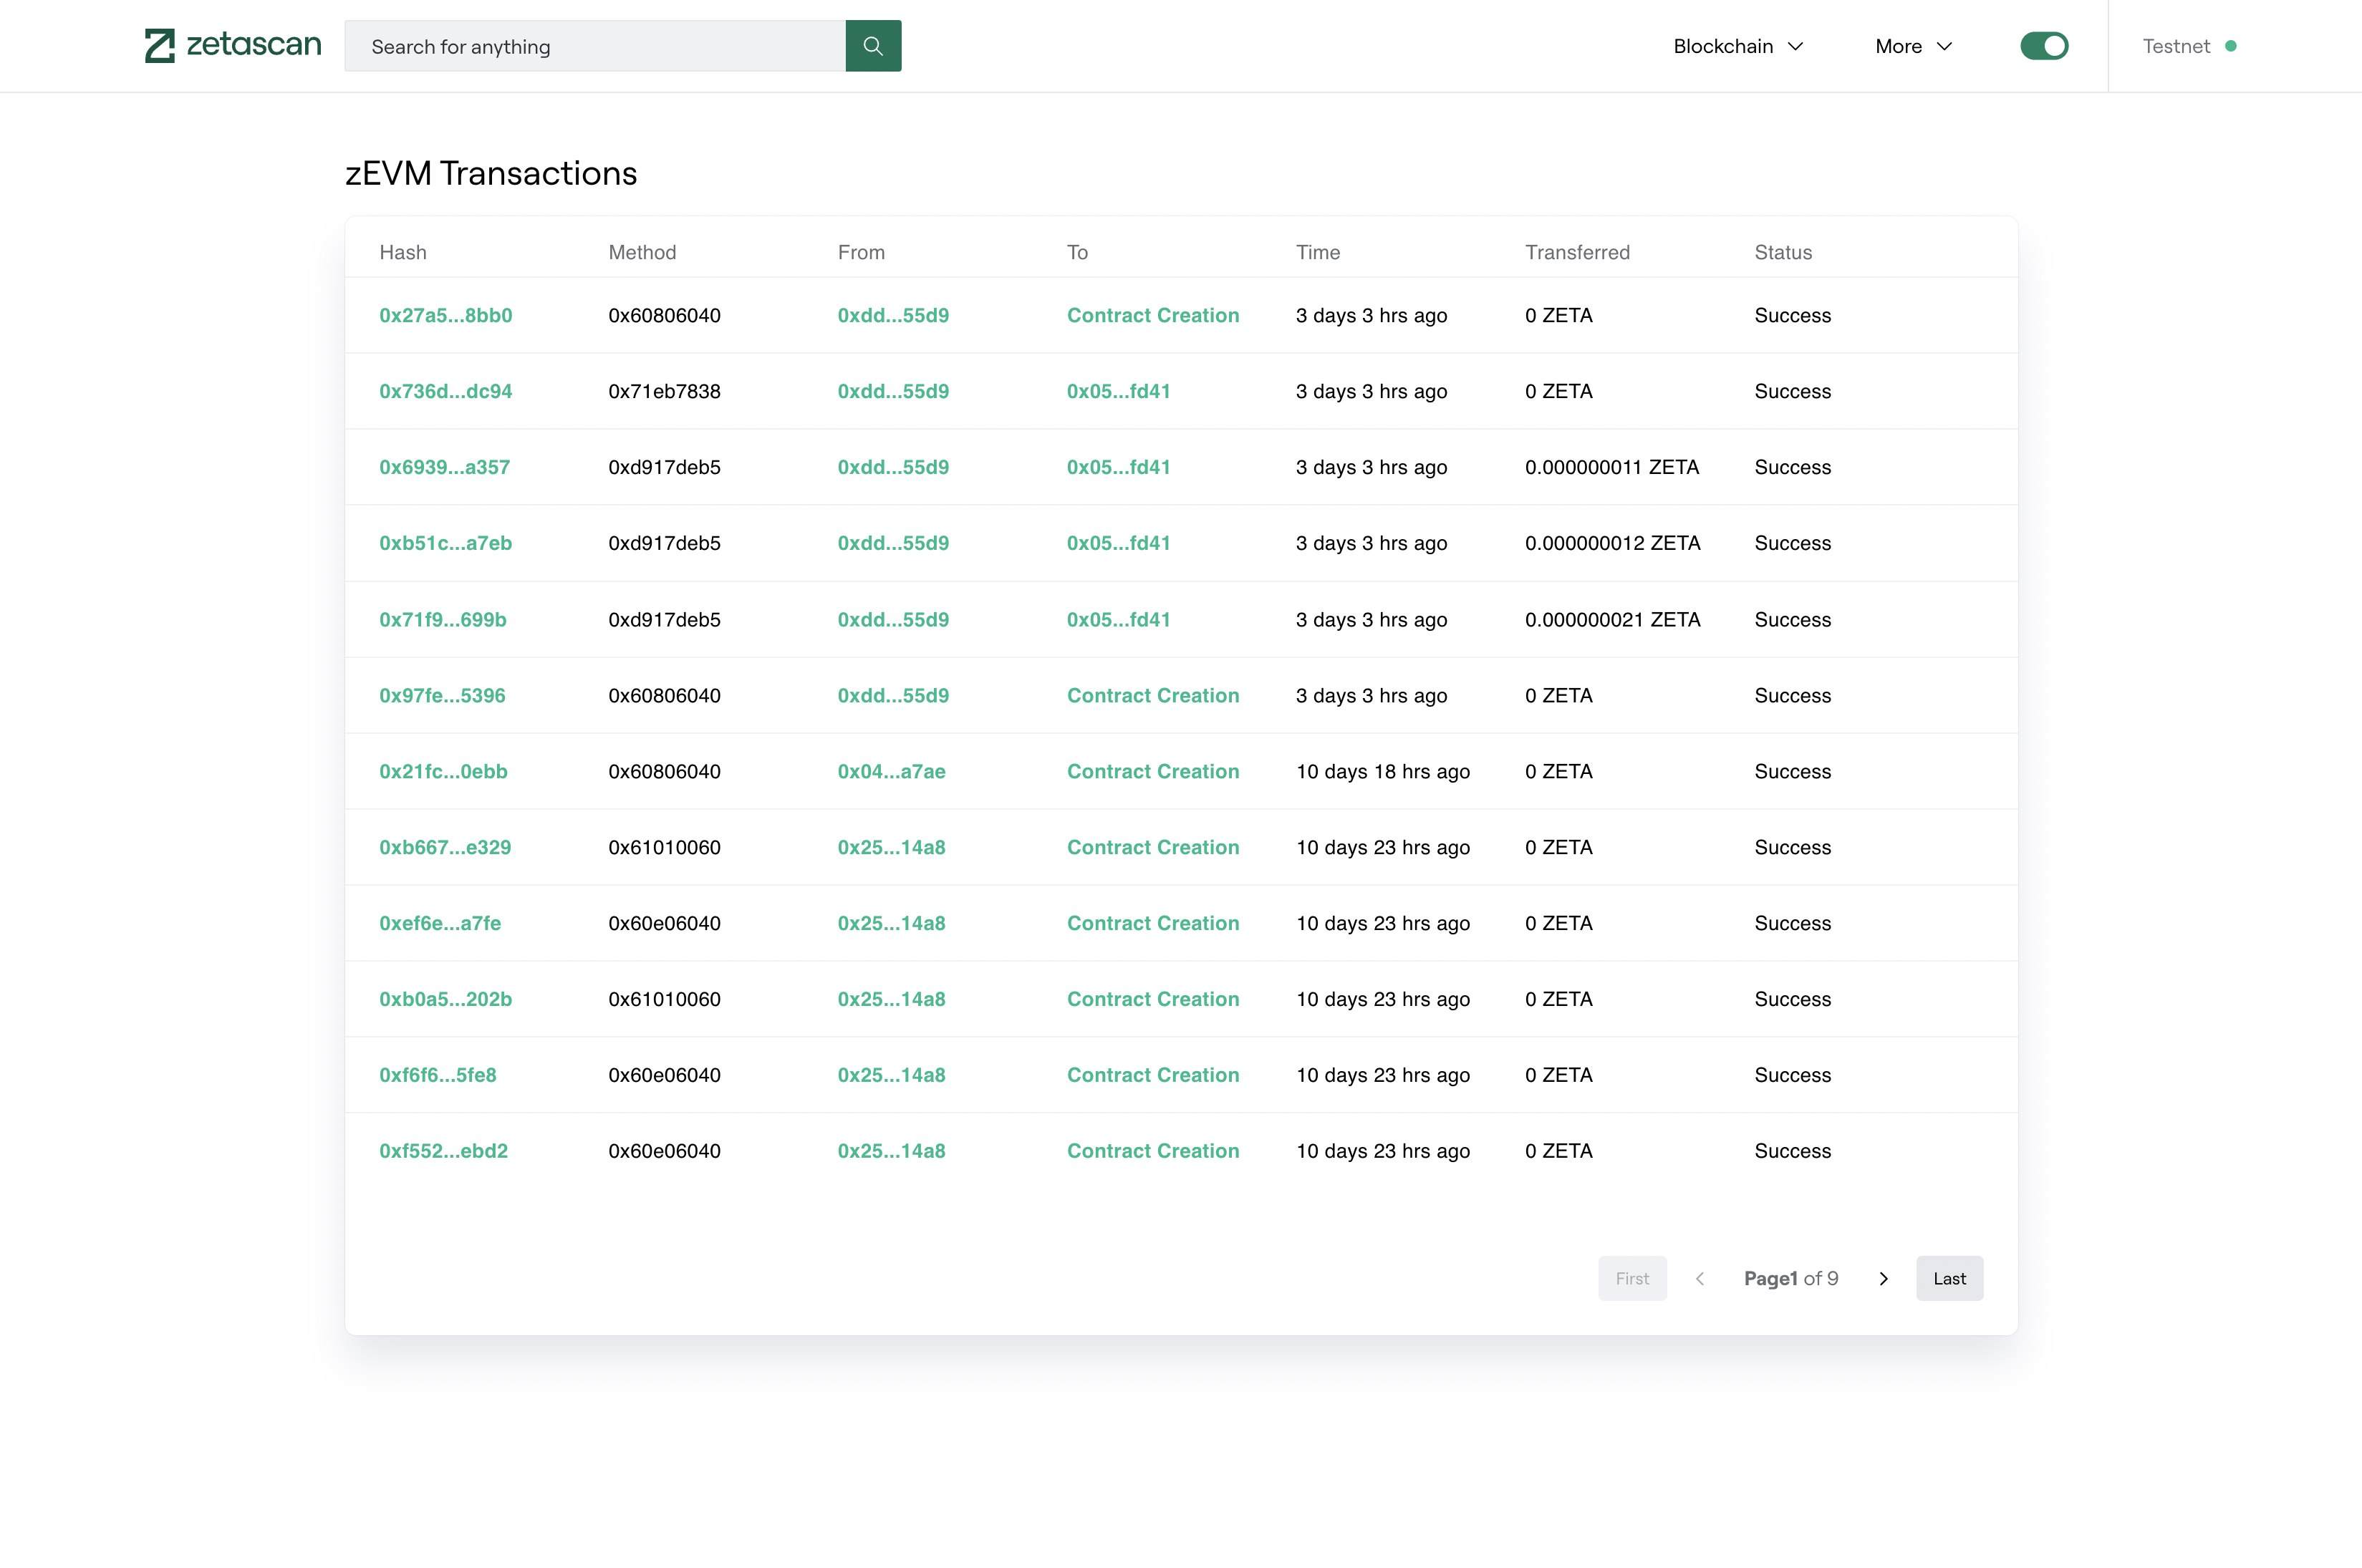 zetascan Search for anything Blockchain More Testnet
zEVM Transactions
Hash Method From To Time Transferred Status
0x27a5...8bb0 0x60806040 0xdd...55d9 Contract Creation 3 days 3 hrs ago 0 ZETA Success
0x736d...dc94 0x71eb7838 0xdd...55d9 0x05...fd41 3 days 3 hrs ago 0 ZETA Success
0x6939...a357 0xd917deb5 0xdd...55d9 0x05...fd41 3 days 3 hrs ago 0.000000011 ZETA Success
0xb51c...a7eb 0xd917deb5 0xdd...55d9 0x05...fd41 3 days 3 hrs ago 0.000000012 ZETA Success
0x71f9...699b 0xd917deb5 0xdd...55d9 0x05...fd41 3 days 3 hrs ago 0.000000021 ZETA Success
0x97fe...5396 0x60806040 0xdd...55d9 Contract Creation 3 days 3 hrs ago 0 ZETA Success
0x21fc...0ebb 0x60806040 0x04...a7ae Contract Creation 10 days 18 hrs ago 0 ZETA Success
0xb667...e329 0x61010060 0x25...14a8 Contract Creation 10 days 23 hrs ago 0 ZETA Success
0xef6e...a7fe 0x60e06040 0x25...14a8 Contract Creation 10 days 23 hrs ago 0 ZETA Success
0xb0a5...202b 0x61010060 0x25...14a8 Contract Creation 10 days 23 hrs ago 0 ZETA Success
0xf6f6...5fe8 0x60e06040 0x25...14a8 Contract Creation 10 days 23 hrs ago 0 ZETA Success
0xf552...ebd2 0x60e06040 0x25...14a8 Contract Creation 10 days 23 hrs ago 0 ZETA Success
First Page1 of 9 Last